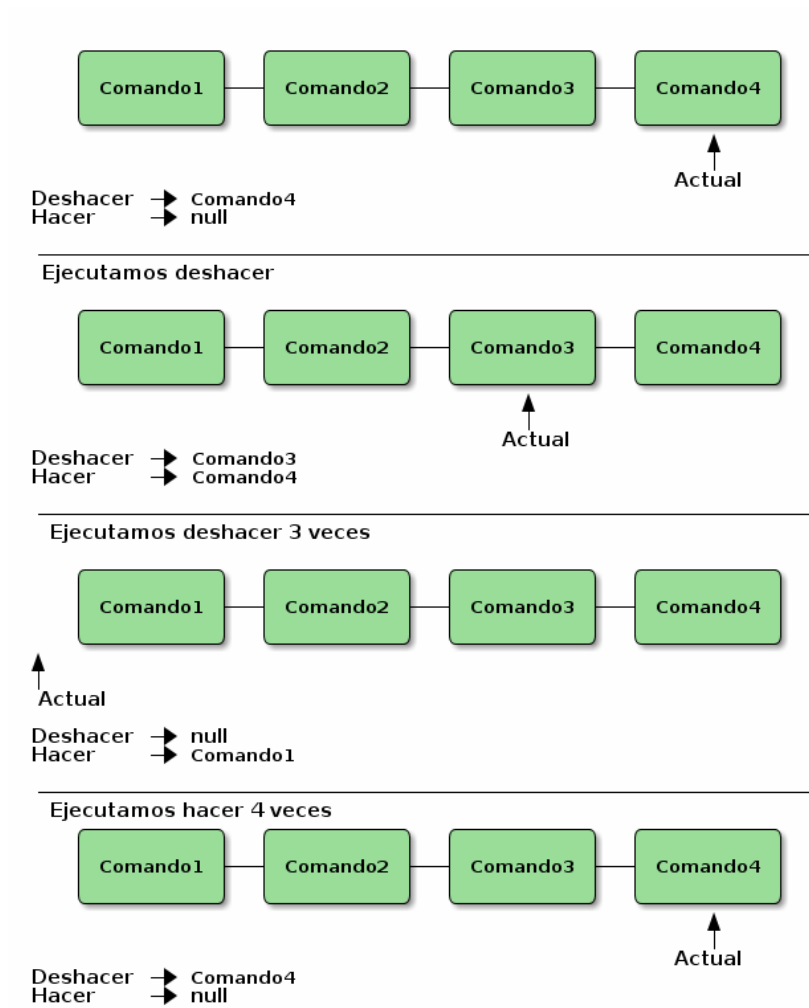 Comando1 Comando2 Comando3 Comando4
Actual
Deshacer Comando4
Hacer null
Ejecutamos deshacer
Comando1 Comando2 Comando3 Comando4
Actual
Deshacer Comando3
Hacer Comando4
Ejecutamos deshacer 3 veces
Comando1 Comando2 Comando3 Comando4
Actual
Deshacer null
Hacer Comando1
Ejecutamos hacer 4 veces
Comando1 Comando2 Comando3 Comando4
Actual
Deshacer Comando4
Hacer null